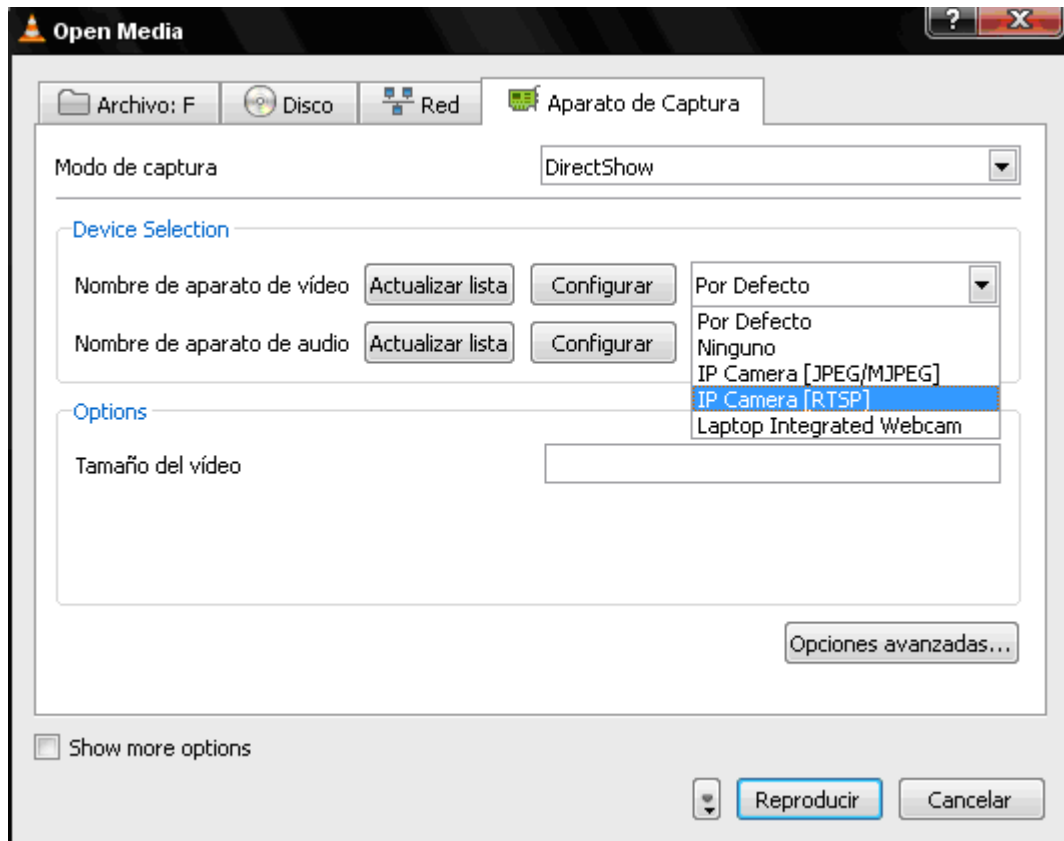 Open Media
?
X
Archivo: F
Disco
Red
Aparato de Captura
Modo de captura
DirectShow
Device Selection
Nombre de aparato de vídeo
Actualizar lista
Configurar
Por Defecto
Nombre de aparato de audio
Actualizar lista
Configurar
Por Defecto
Ninguno
IP Camera [JPEG/MJPEG]
IP Camera [RTSP]
Laptop Integrated Webcam
Options
Tamaño del vídeo
Opciones avanzadas...
Show more options
Reproducir
Cancelar